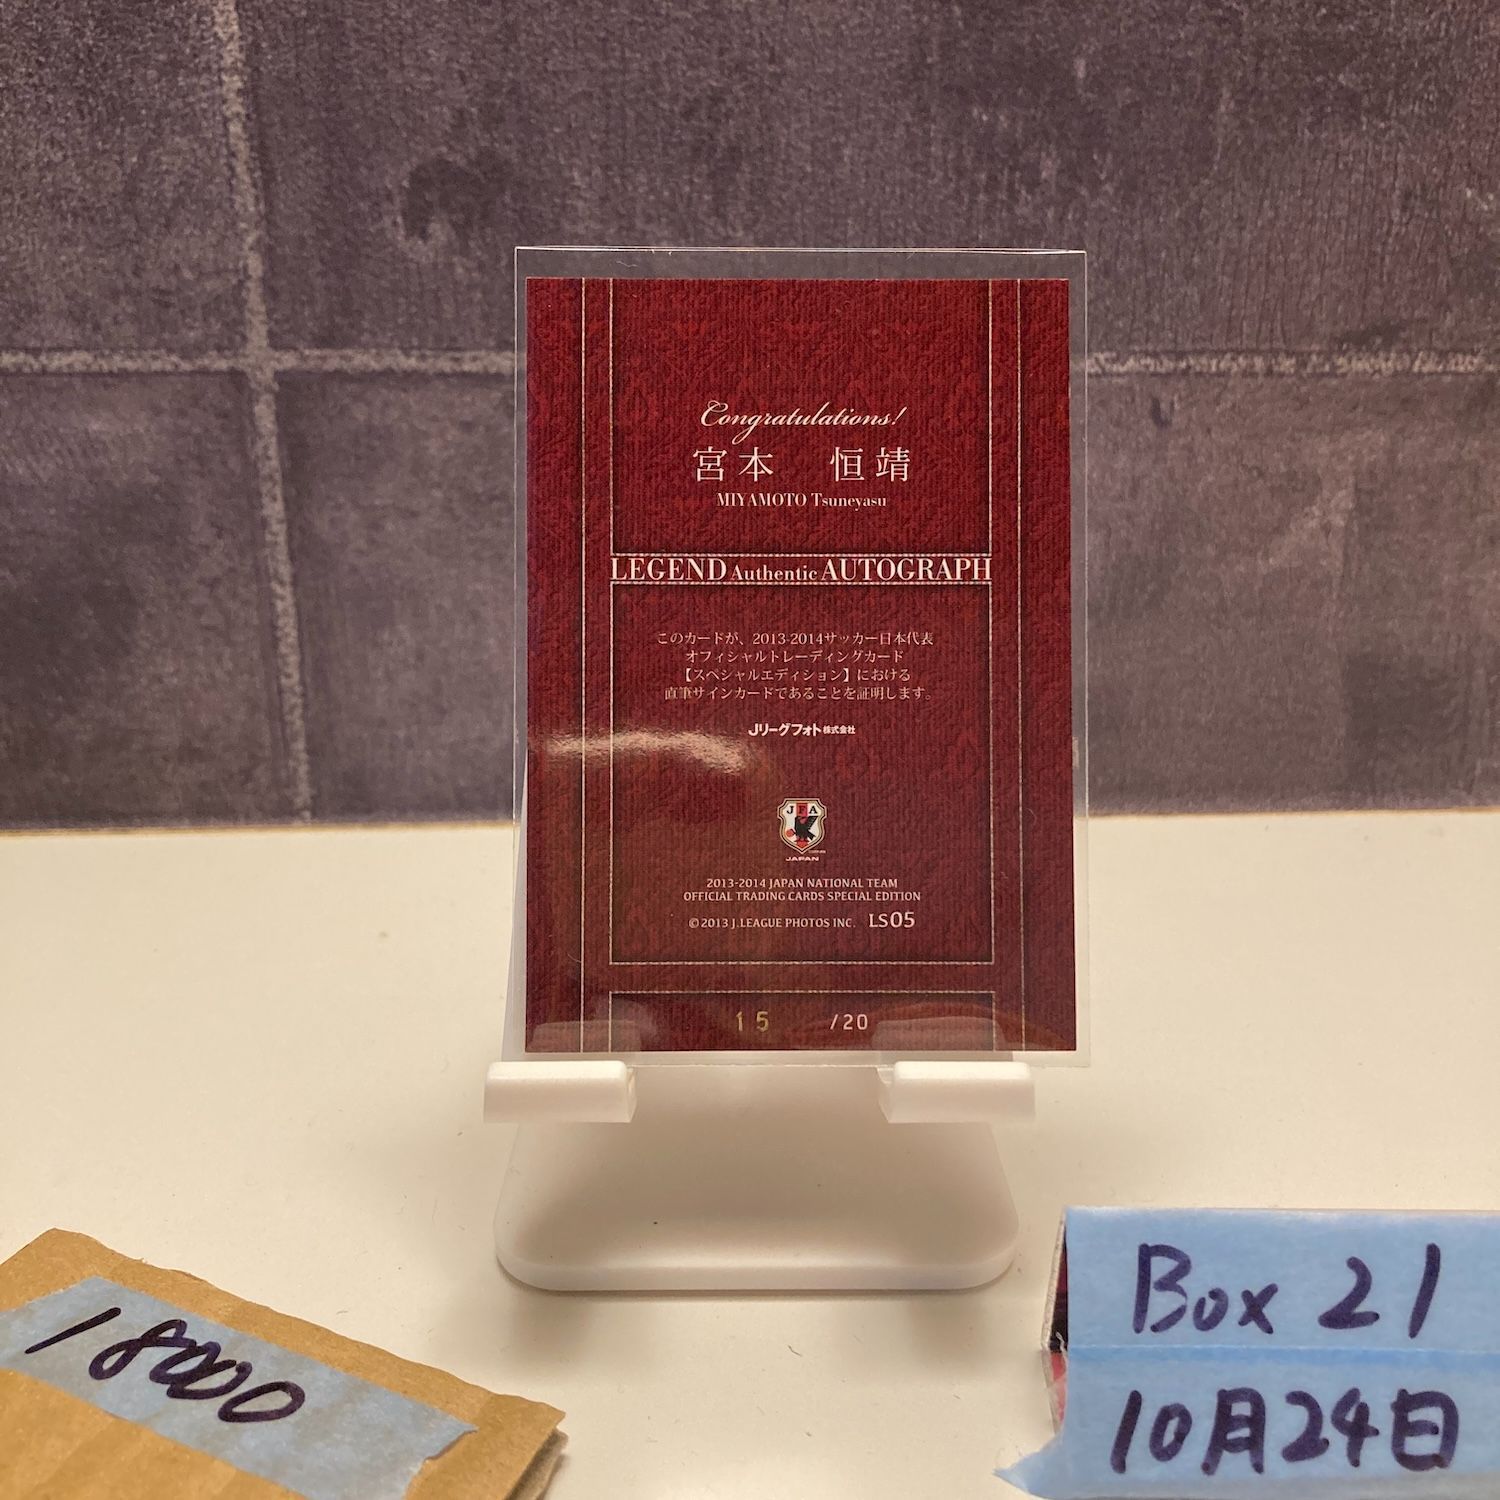 Congratulations!
宮本 恒靖
MIYAMOTO Tsuneyasu
LEGEND Authentic AUTOGRAPH
このカードが、2013-2014サッカー日本代表
オフィシャルトレーディングカード
【スペシャルエディション】における
直筆サインカードであることを証明します。
Jリーグフォト株式会社
JFA
JAPAN
2013-2014 JAPAN NATIONAL TEAM
OFFICIAL TRADING CARDS SPECIAL EDITION
©2013 J.LEAGUE PHOTOS INC. LS05
15 /20
18000
Box 21
10月24日